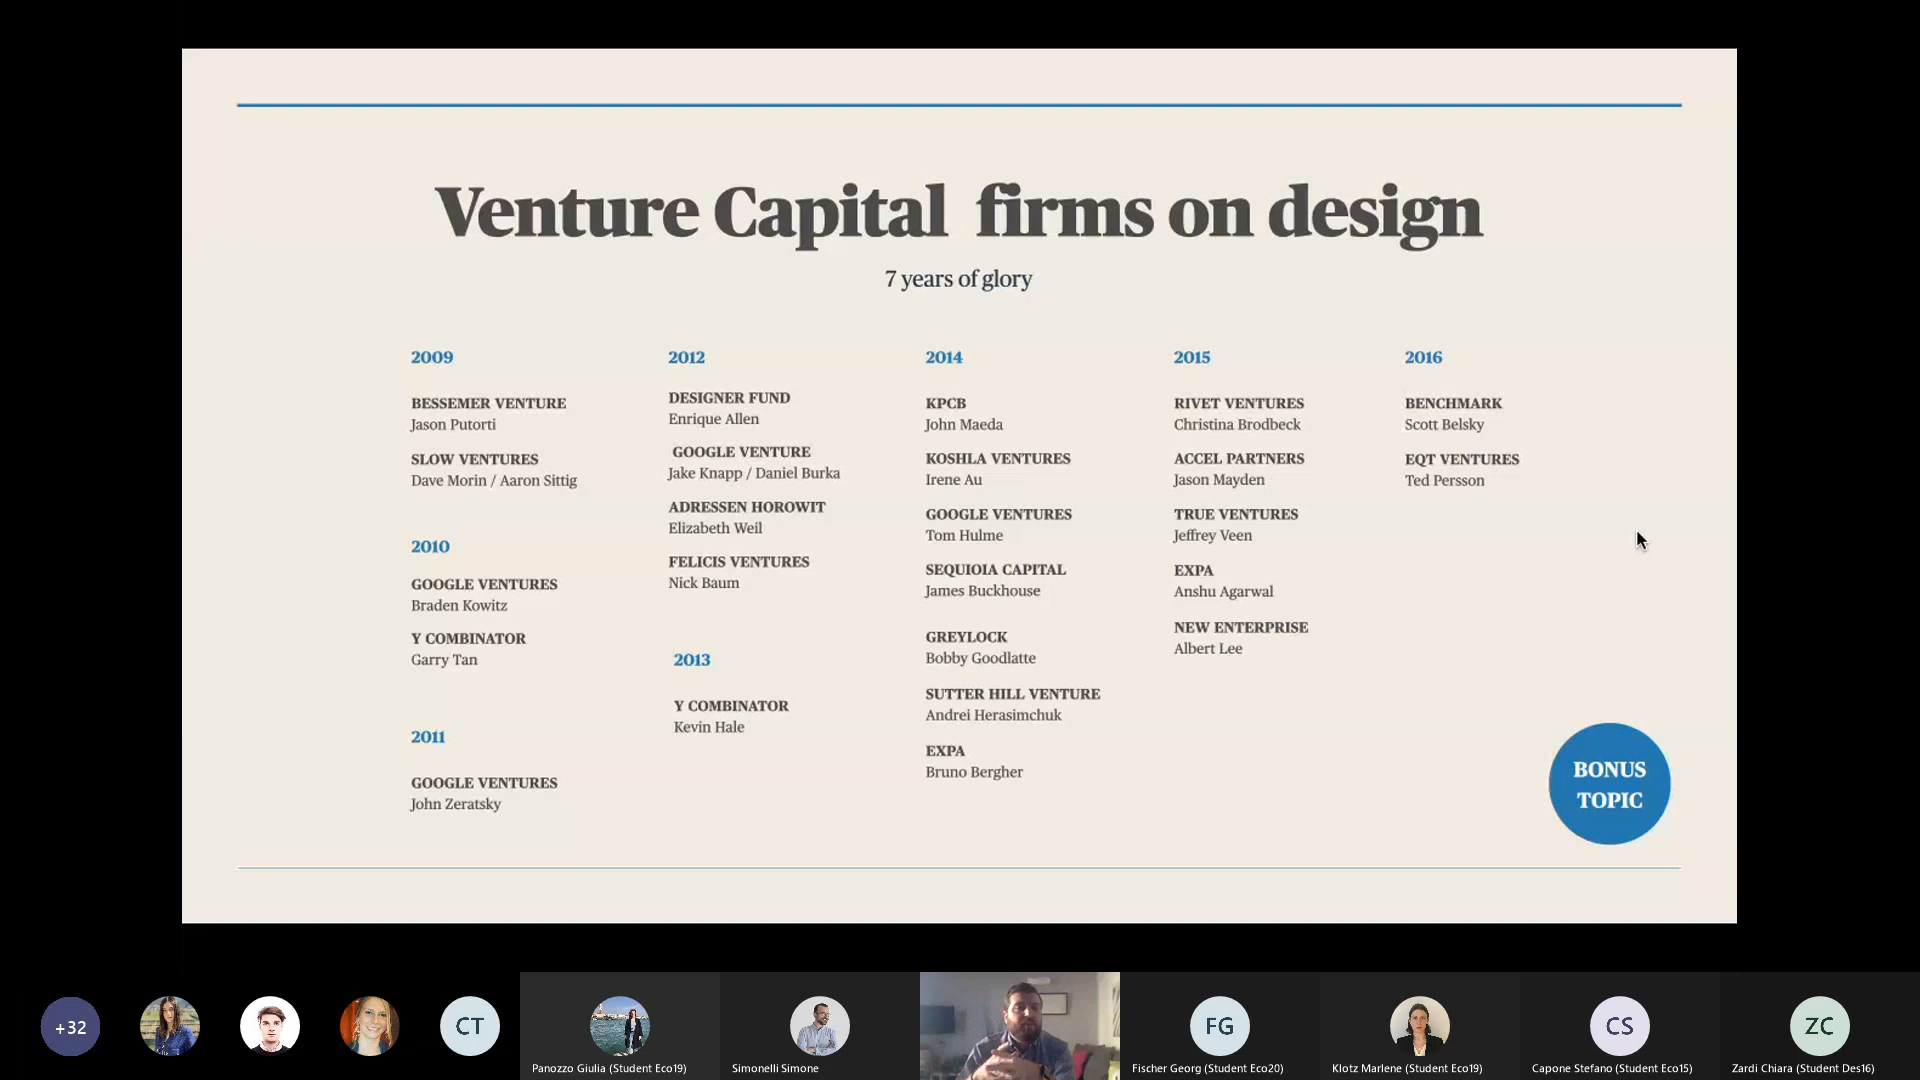 Venture Capital firms on design
7 years of glory
2009
BESSEMER VENTURE
Jason Putorti
SLOW VENTURES
Dave Morin / Aaron Sittig
2010
GOOGLE VENTURES
Braden Kowitz
Y COMBINATOR
Garry Tan
2011
GOOGLE VENTURES
John Zeratsky
2012
DESIGNER FUND
Enrique Allen
GOOGLE VENTURE
Jake Knapp / Daniel Burka
ADRESSEN HOROWIT
Elizabeth Weil
FELICIS VENTURES
Nick Baum
2013
Y COMBINATOR
Kevin Hale
2014
KPCB
John Maeda
KOSHLA VENTURES
Irene Au
GOOGLE VENTURES
Tom Hulme
SEQUIOIA CAPITAL
James Buckhouse
GREYLOCK
Bobby Goodlatte
SUTTER HILL VENTURE
Andrei Herasimchuk
EXPA
Bruno Bergher
2015
RIVET VENTURES
Christina Brodbeck
ACCEL PARTNERS
Jason Mayden
TRUE VENTURES
Jeffrey Veen
EXPA
Anshu Agarwal
NEW ENTERPRISE
Albert Lee
2016
BENCHMARK
Scott Belsky
EQT VENTURES
Ted Persson
BONUS
TOPIC
+32
CT
Panozzo Giulia (Student Eco19)
Simonelli Simone
FG
Fischer Georg (Student Eco20)
Klotz Marlene (Student Eco19)
CS
Capone Stefano (Student Eco15)
ZC
Zardi Chiara (Student Des16)